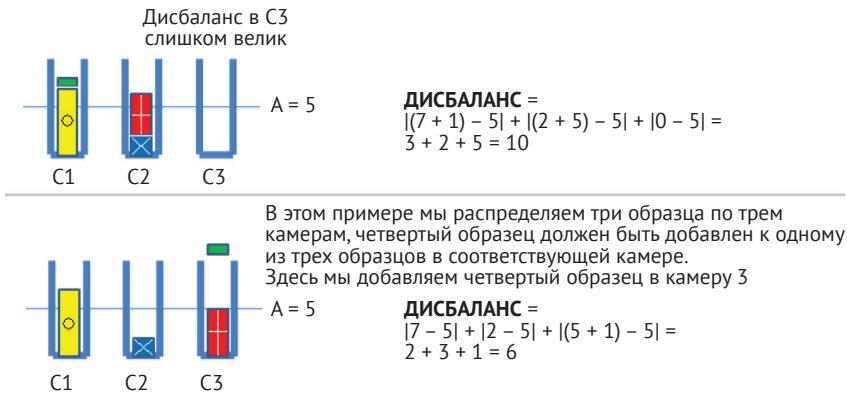 Дисбаланс в C3
слишком велик
A = 5
C1 C2 C3
ДИСБАЛАНС =
|(7 + 1) – 5| + |(2 + 5) – 5| + |0 – 5| =
3 + 2 + 5 = 10
В этом примере мы распределяем три образца по трем
камерам, четвертый образец должен быть добавлен к одному
из трех образцов в соответствующей камере.
Здесь мы добавляем четвертый образец в камеру 3
A = 5
C1 C2 C3
ДИСБАЛАНС =
|7 – 5| + |2 – 5| + |(5 + 1) – 5| =
2 + 3 + 1 = 6